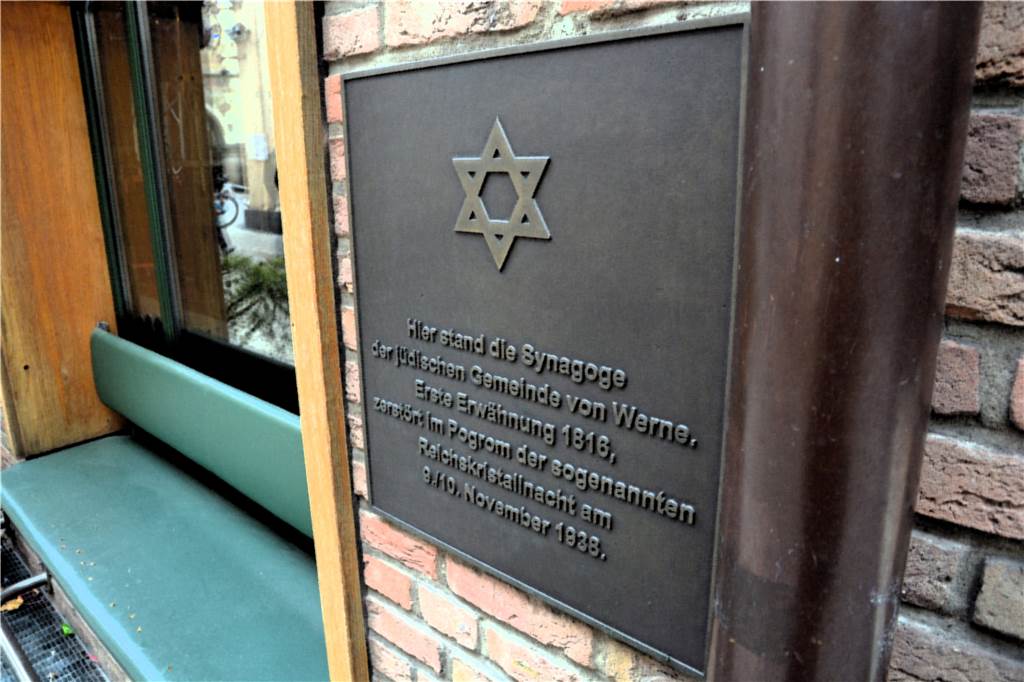 Hier stand die Synagoge
der jüdischen Gemeinde von Werne.
Erste Erwähnung 1816,
zerstört im Pogrom der sogenannten
Reichskristallnacht am
9./10. November 1938.